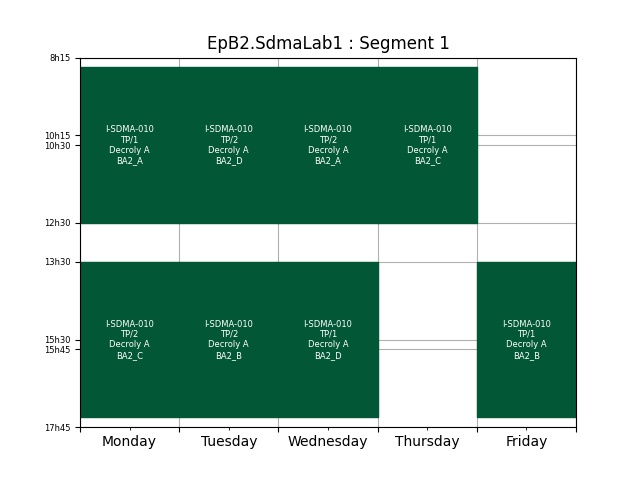 EpB2.SdmaLab1 : Segment 1
8h15
10h15
10h30
12h30
13h30
15h30
15h45
17h45
I-SDMA-010
TP/1
Decroly A
BA2_A
I-SDMA-010
TP/2
Decroly A
BA2_D
I-SDMA-010
TP/2
Decroly A
BA2_A
I-SDMA-010
TP/1
Decroly A
BA2_C
I-SDMA-010
TP/2
Decroly A
BA2_C
I-SDMA-010
TP/2
Decroly A
BA2_B
I-SDMA-010
TP/1
Decroly A
BA2_D
I-SDMA-010
TP/1
Decroly A
BA2_B
Monday
Tuesday
Wednesday
Thursday
Friday